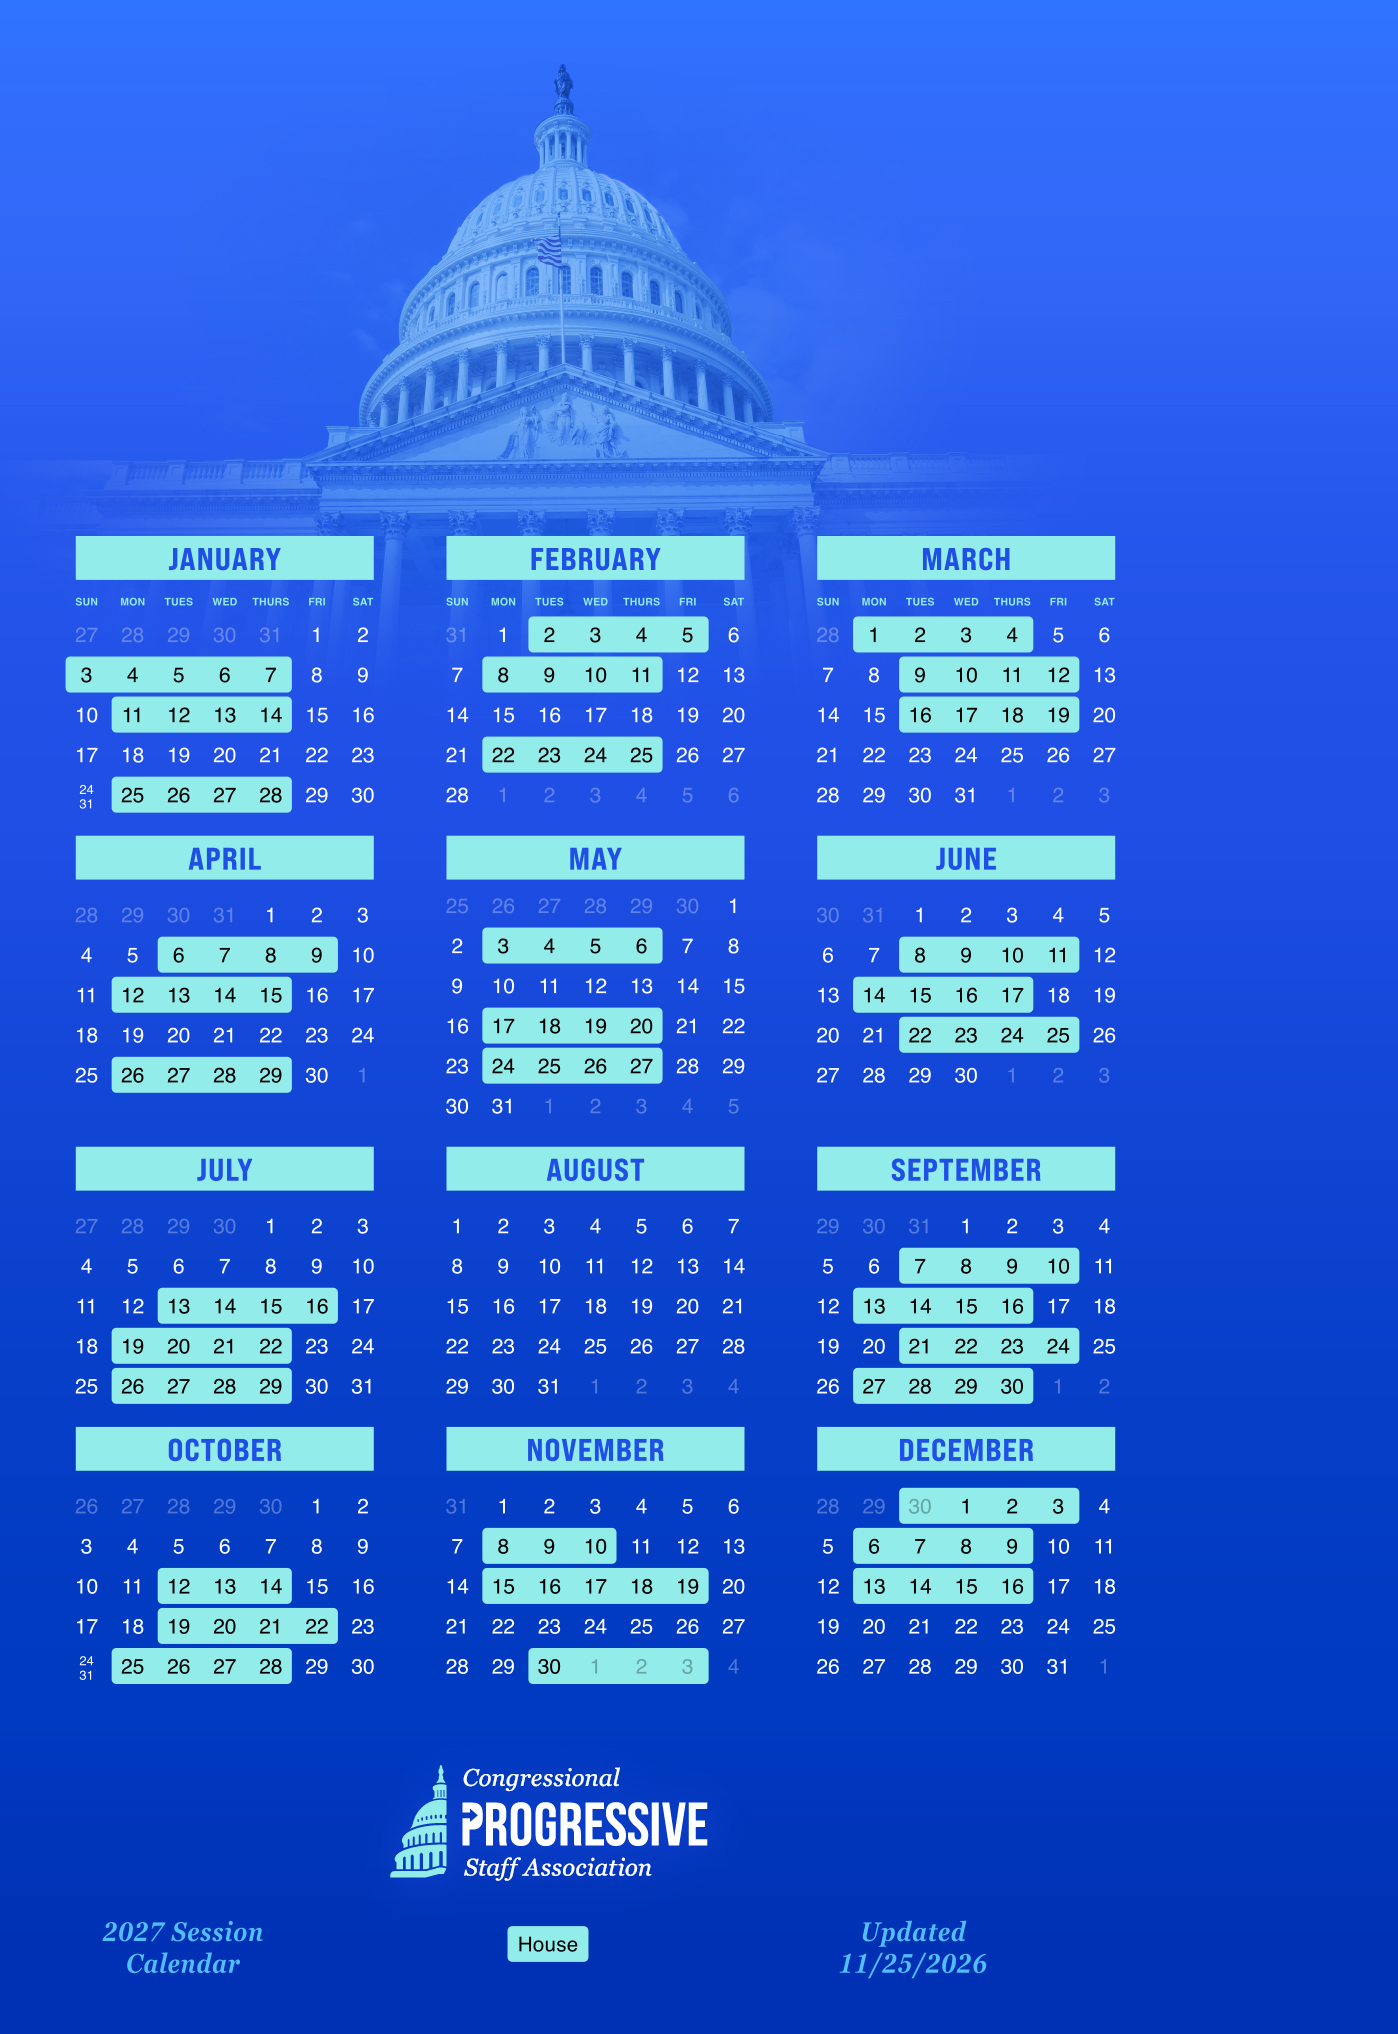 JANUARY
SUN MON TUES WED THURS FRI SAT
27 28 29 30 31 1 2
3 4 5 6 7 8 9
10 11 12 13 14 15 16
17 18 19 20 21 22 23
24
31 25 26 27 28 29 30
FEBRUARY
SUN MON TUES WED THURS FRI SAT
31 1 2 3 4 5 6
7 8 9 10 11 12 13
14 15 16 17 18 19 20
21 22 23 24 25 26 27
28 1 2 3 4 5 6
MARCH
SUN MON TUES WED THURS FRI SAT
28 1 2 3 4 5 6
7 8 9 10 11 12 13
14 15 16 17 18 19 20
21 22 23 24 25 26 27
28 29 30 31 1 2 3
APRIL
28 29 30 31 1 2 3
4 5 6 7 8 9 10
11 12 13 14 15 16 17
18 19 20 21 22 23 24
25 26 27 28 29 30 1
MAY
25 26 27 28 29 30 1
2 3 4 5 6 7 8
9 10 11 12 13 14 15
16 17 18 19 20 21 22
23 24 25 26 27 28 29
30 31 1 2 3 4 5
JUNE
30 31 1 2 3 4 5
6 7 8 9 10 11 12
13 14 15 16 17 18 19
20 21 22 23 24 25 26
27 28 29 30 1 2 3
JULY
27 28 29 30 1 2 3
4 5 6 7 8 9 10
11 12 13 14 15 16 17
18 19 20 21 22 23 24
25 26 27 28 29 30 31
AUGUST
1 2 3 4 5 6 7
8 9 10 11 12 13 14
15 16 17 18 19 20 21
22 23 24 25 26 27 28
29 30 31 1 2 3 4
SEPTEMBER
29 30 31 1 2 3 4
5 6 7 8 9 10 11
12 13 14 15 16 17 18
19 20 21 22 23 24 25
26 27 28 29 30 1 2
OCTOBER
26 27 28 29 30 1 2
3 4 5 6 7 8 9
10 11 12 13 14 15 16
17 18 19 20 21 22 23
24
31 25 26 27 28 29 30
NOVEMBER
31 1 2 3 4 5 6
7 8 9 10 11 12 13
14 15 16 17 18 19 20
21 22 23 24 25 26 27
28 29 30 1 2 3 4
DECEMBER
28 29 30 1 2 3 4
5 6 7 8 9 10 11
12 13 14 15 16 17 18
19 20 21 22 23 24 25
26 27 28 29 30 31 1
Congressional
PROGRESSIVE
Staff Association
2027 Session
Calendar
House
Updated
11/25/2026